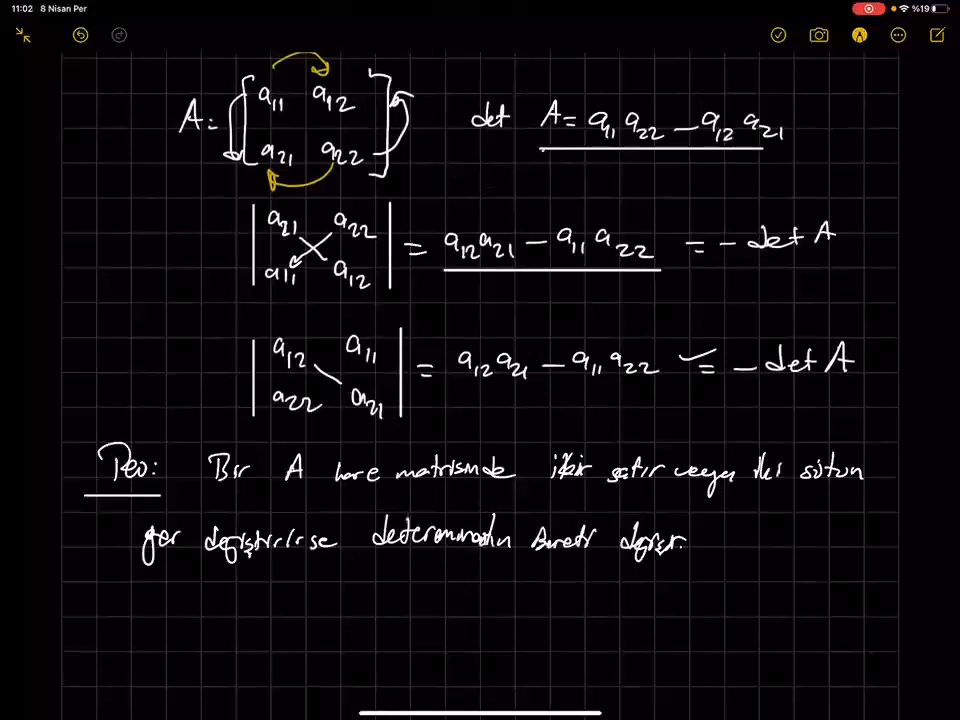 11:02 8 Nisan Per %19
A = [ a11 a12
a21 a22 ] det A = a11 a22 − a12 a21
| a21 a22
a11 a12 | = a12 a21 − a11 a22 = − det A
| a12 a11
a22 a21 | = a12 a21 − a11 a22 ✓ = − det A
Teo: Bir A kare matrisinde iki satır veya iki sütun
yer değiştirirse determinantın işareti değişir.